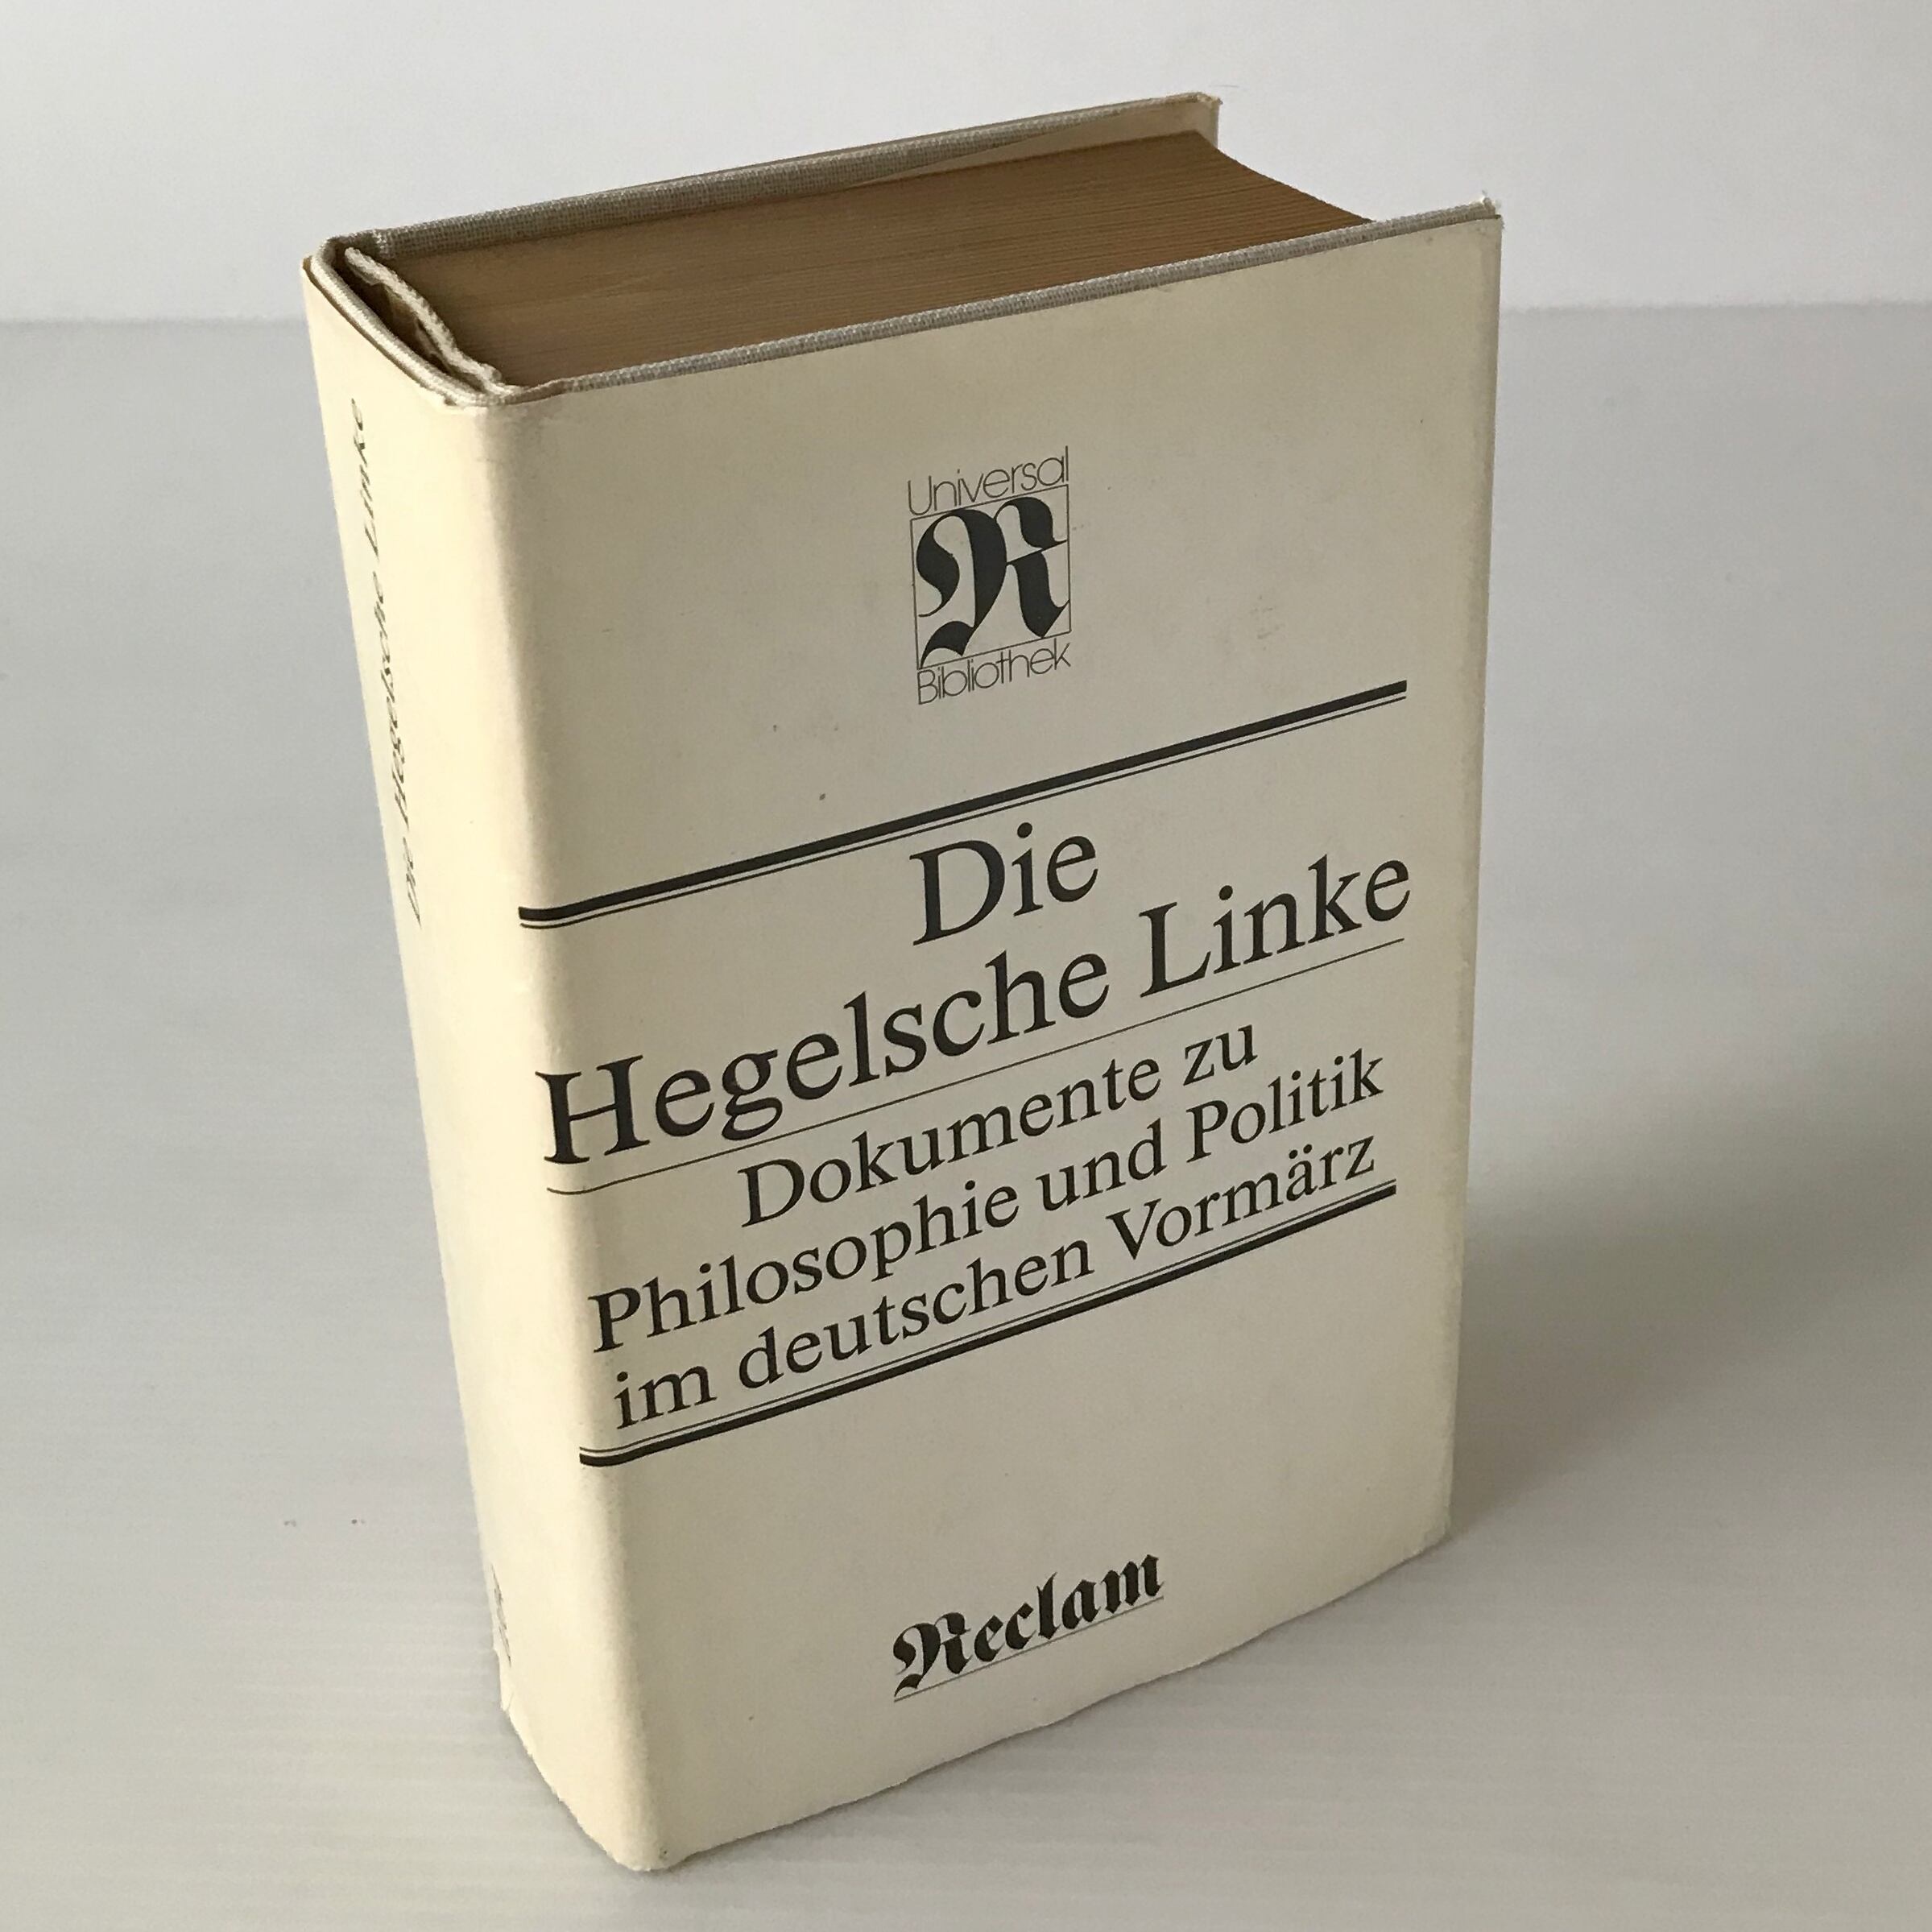 Die Hegelsche Linke
Universal
R
Bibliothek
Die
Hegelsche Linke
Dokumente zu
Philosophie und Politik
im deutschen Vormärz
Reclam